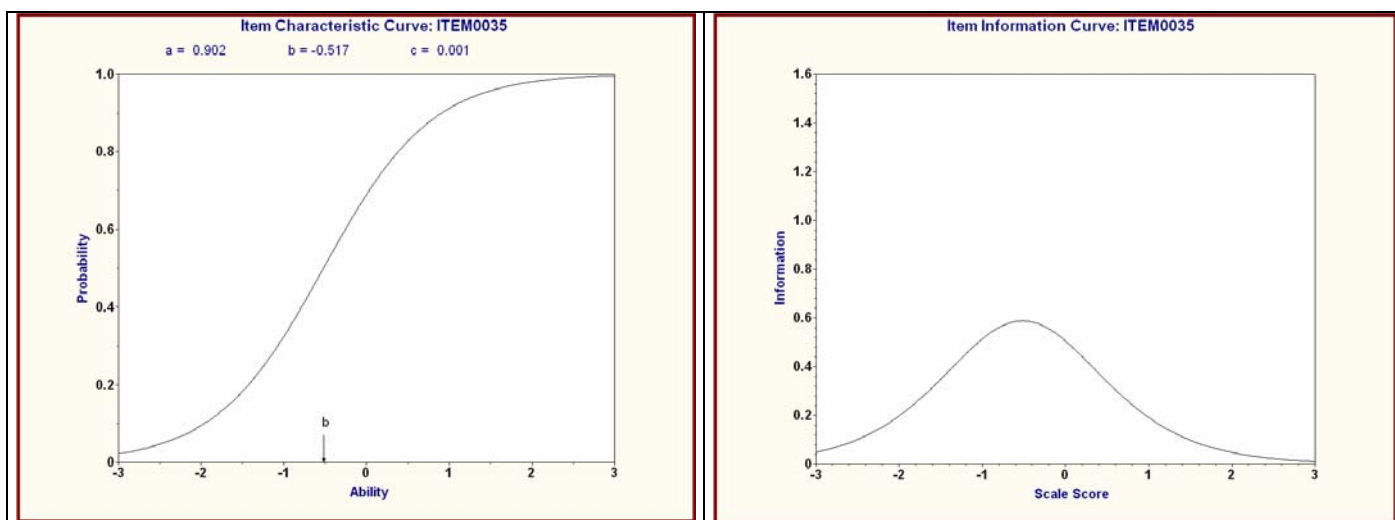 Item Characteristic Curve: ITEM0035
a = 0.902 b = -0.517 c = 0.001
1.0
0.8
0.6
0.4
0.2
0
Probability
b
-3 -2 -1 0 1 2 3
Ability
Item Information Curve: ITEM0035
1.6
1.4
1.2
1.0
0.8
0.6
0.4
0.2
0
Information
-3 -2 -1 0 1 2 3
Scale Score